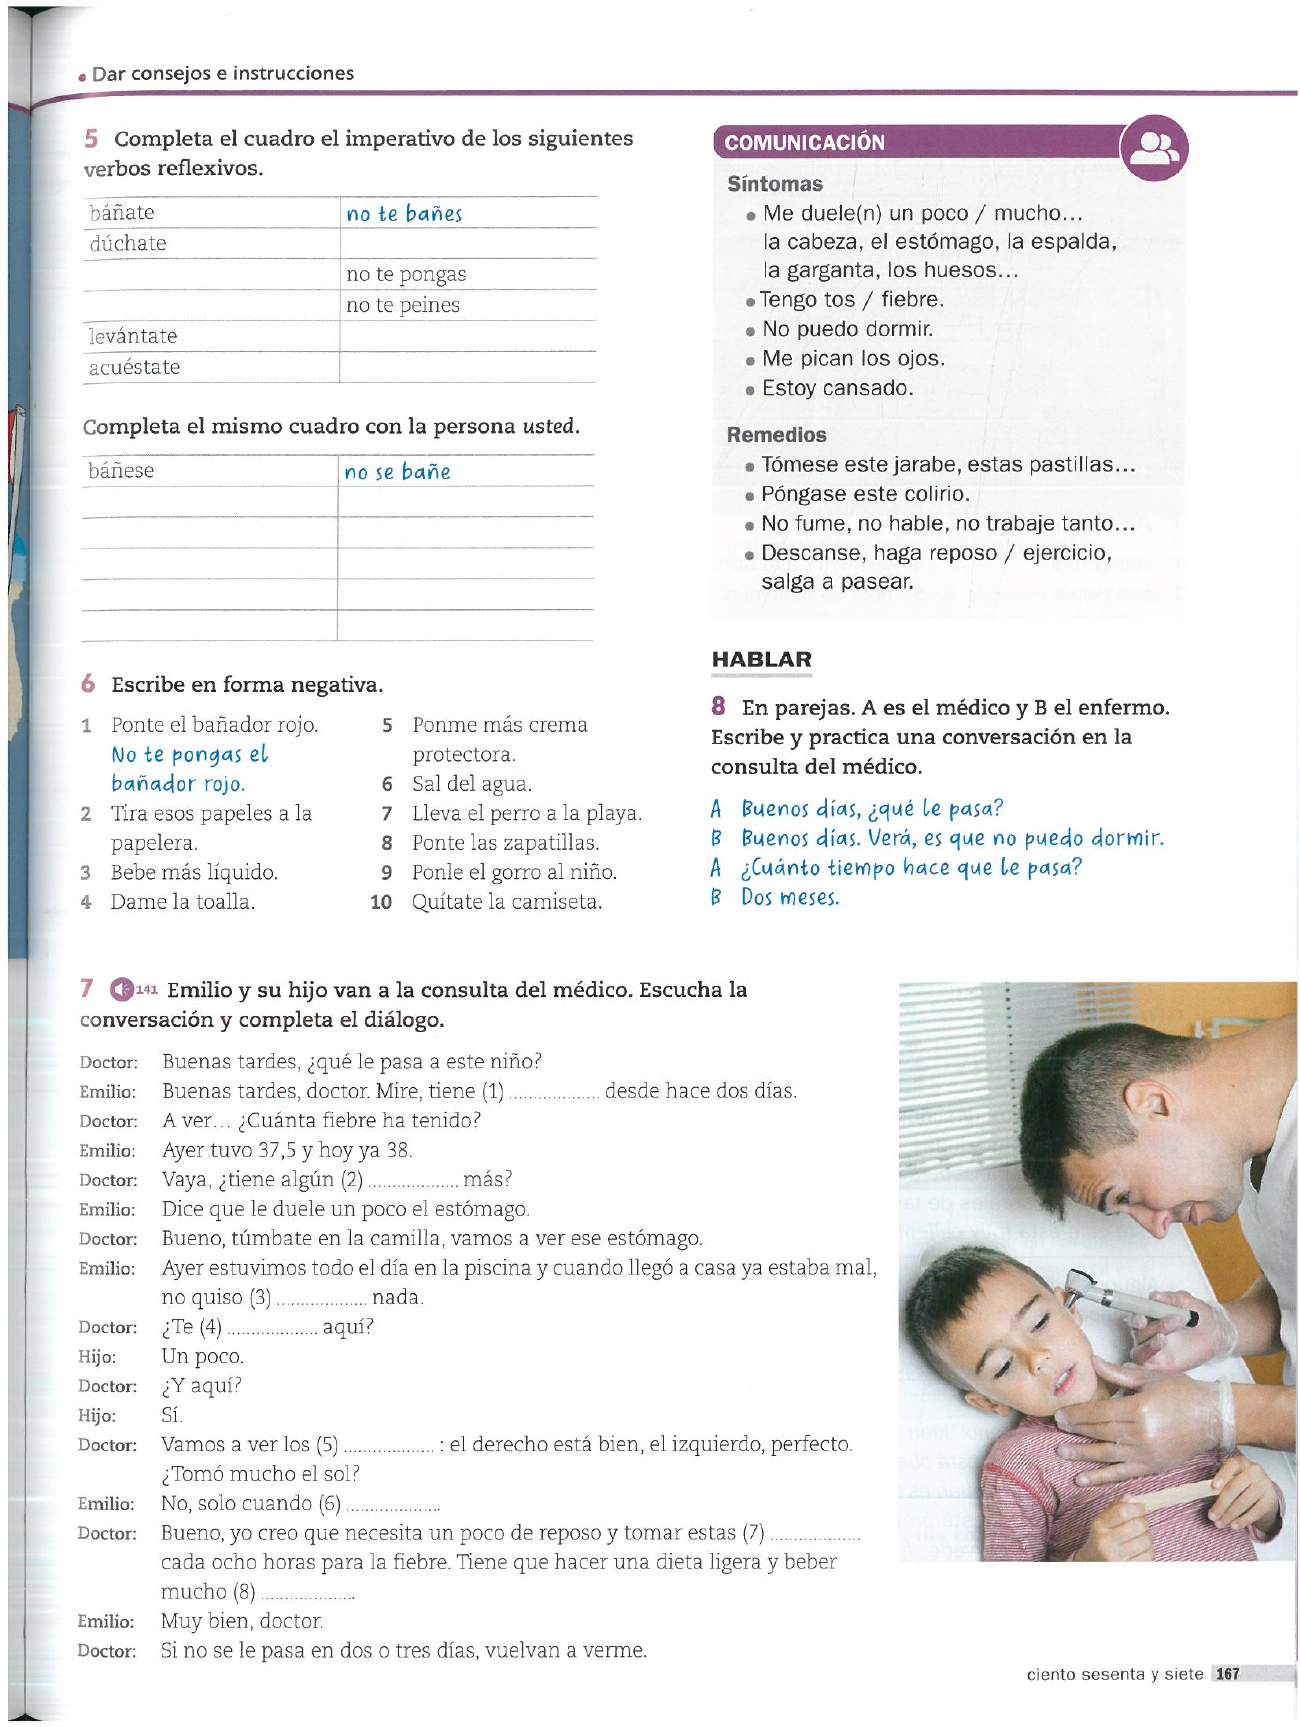 • Dar consejos e instrucciones
5 Completa el cuadro el imperativo de los siguientes
verbos reflexivos.
báñate no te bañes
dúchate
no te pongas
no te peines
levántate
acuéstate
Completa el mismo cuadro con la persona usted.
báñese no se bañe
6 Escribe en forma negativa.
1 Ponte el bañador rojo.
No te pongas el
bañador rojo.
2 Tira esos papeles a la
papelera.
3 Bebe más líquido.
4 Dame la toalla.
5 Ponme más crema
protectora.
6 Sal del agua.
7 Lleva el perro a la playa.
8 Ponte las zapatillas.
9 Ponle el gorro al niño.
10 Quítate la camiseta.
COMUNICACIÓN
Síntomas
• Me duele(n) un poco / mucho...
la cabeza, el estómago, la espalda,
la garganta, los huesos...
• Tengo tos / fiebre.
• No puedo dormir.
• Me pican los ojos.
• Estoy cansado.
Remedios
• Tómese este jarabe, estas pastillas...
• Póngase este colirio.
• No fume, no hable, no trabaje tanto...
• Descanse, haga reposo / ejercicio,
salga a pasear.
HABLAR
8 En parejas. A es el médico y B el enfermo.
Escribe y practica una conversación en la
consulta del médico.
A Buenos días, ¿qué le pasa?
B Buenos días. Verá, es que no puedo dormir.
A ¿Cuánto tiempo hace que le pasa?
B Dos meses.
7 141 Emilio y su hijo van a la consulta del médico. Escucha la
conversación y completa el diálogo.
Doctor: Buenas tardes, ¿qué le pasa a este niño?
Emilio: Buenas tardes, doctor. Mire, tiene (1) ................... desde hace dos días.
Doctor: A ver... ¿Cuánta fiebre ha tenido?
Emilio: Ayer tuvo 37,5 y hoy ya 38.
Doctor: Vaya, ¿tiene algún (2) ................... más?
Emilio: Dice que le duele un poco el estómago.
Doctor: Bueno, túmbate en la camilla, vamos a ver ese estómago.
Emilio: Ayer estuvimos todo el día en la piscina y cuando llegó a casa ya estaba mal,
no quiso (3) ................... nada.
Doctor: ¿Te (4) ................... aquí?
Hijo: Un poco.
Doctor: ¿Y aquí?
Hijo: Sí.
Doctor: Vamos a ver los (5) ................... : el derecho está bien, el izquierdo, perfecto.
¿Tomó mucho el sol?
Emilio: No, solo cuando (6) ...................
Doctor: Bueno, yo creo que necesita un poco de reposo y tomar estas (7) ...................
cada ocho horas para la fiebre. Tiene que hacer una dieta ligera y beber
mucho (8) ...................
Emilio: Muy bien, doctor.
Doctor: Si no se le pasa en dos o tres días, vuelvan a verme.
ciento sesenta y siete 167